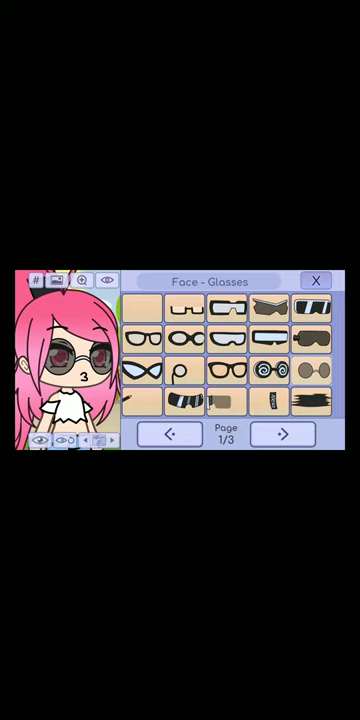 #
Face - Glasses
X
Page
1/3